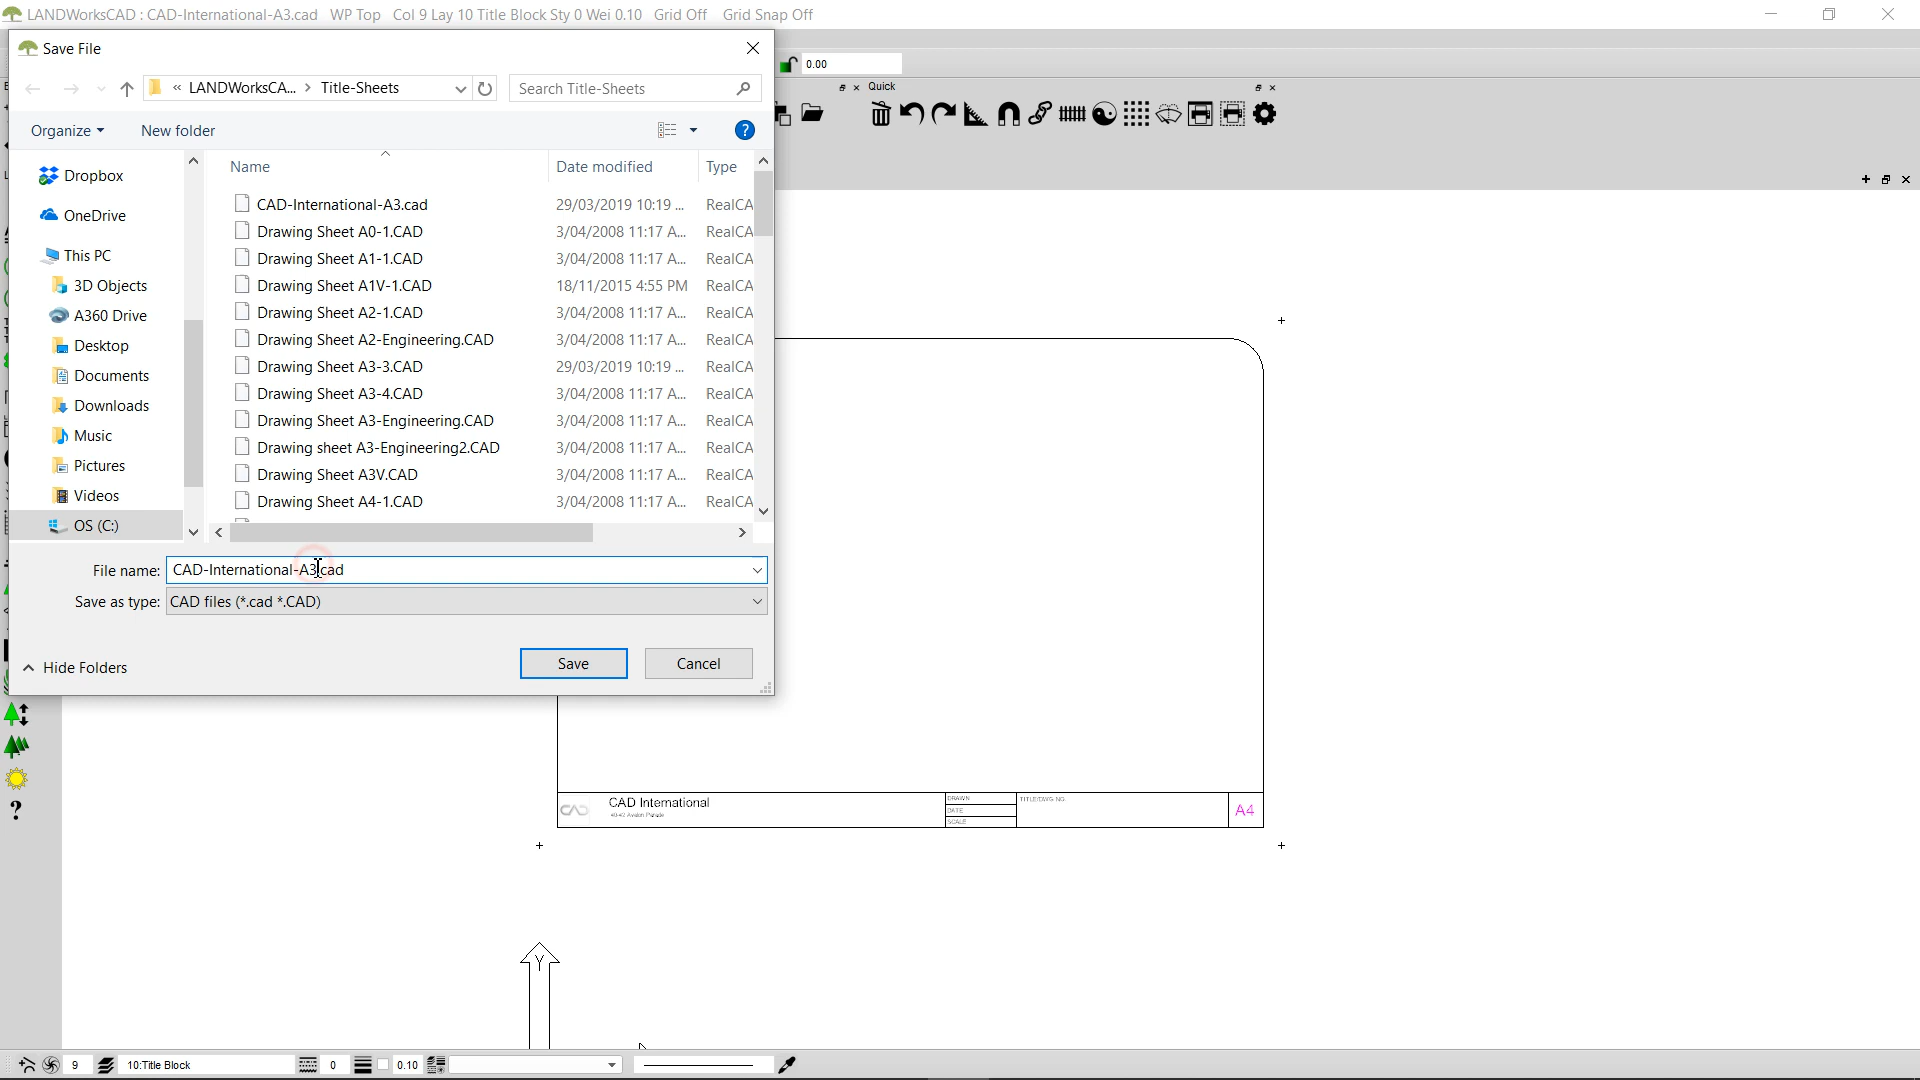 LANDWorksCAD : CAD-International-A3.cad WP Top Col 9 Lay 10 Title Block Sty 0 Wei 0.10 Grid Off Grid Snap Off
Save File
0.00
« LANDWorksCA... > Title-Sheets
Search Title-Sheets
Quick
Organize
New folder
?
Name
Date modified
Type
Dropbox
OneDrive
This PC
3D Objects
A360 Drive
Desktop
Documents
Downloads
Music
Pictures
Videos
OS (C:)
CAD-International-A3.cad 29/03/2019 10:19 ... RealCA
Drawing Sheet A0-1.CAD 3/04/2008 11:17 A... RealCA
Drawing Sheet A1-1.CAD 3/04/2008 11:17 A... RealCA
Drawing Sheet A1V-1.CAD 18/11/2015 4:55 PM RealCA
Drawing Sheet A2-1.CAD 3/04/2008 11:17 A... RealCA
Drawing Sheet A2-Engineering.CAD 3/04/2008 11:17 A... RealCA
Drawing Sheet A3-3.CAD 29/03/2019 10:19 ... RealCA
Drawing Sheet A3-4.CAD 3/04/2008 11:17 A... RealCA
Drawing Sheet A3-Engineering.CAD 3/04/2008 11:17 A... RealCA
Drawing sheet A3-Engineering2.CAD 3/04/2008 11:17 A... RealCA
Drawing Sheet A3V.CAD 3/04/2008 11:17 A... RealCA
Drawing Sheet A4-1.CAD 3/04/2008 11:17 A... RealCA
File name: CAD-International-A3.cad
Save as type: CAD files (*.cad *.CAD)
Hide Folders
Save
Cancel
CAD
CAD International
40-42 Avalon Parade
DRAWN
DATE
SCALE
TITLE/DWG NO.
A4
?
Y
9
10:Title Block
0
0.10